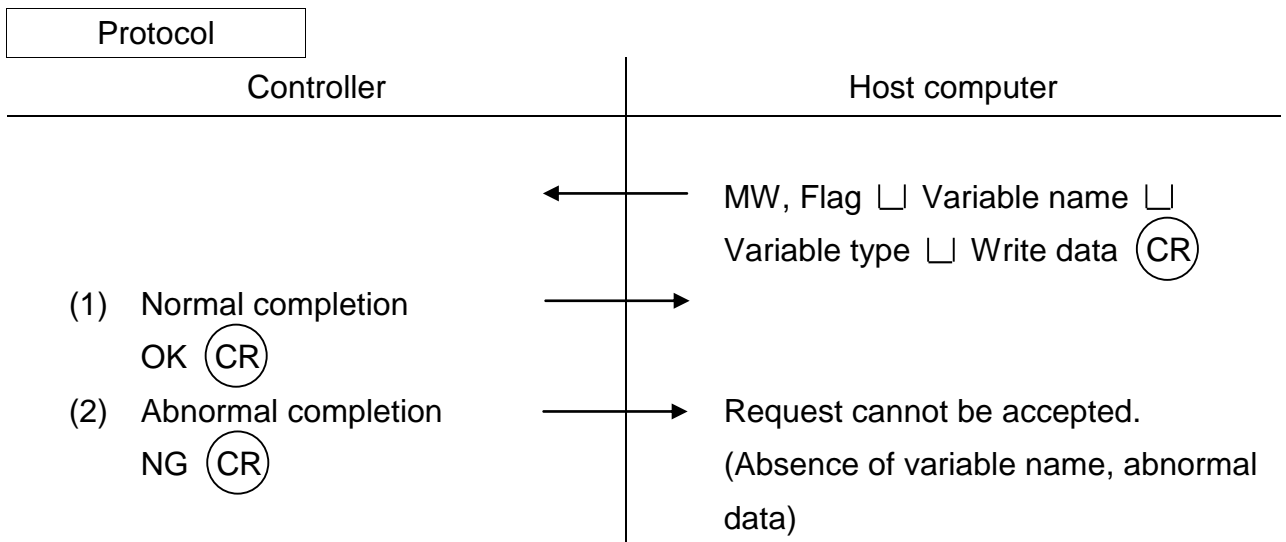 Protocol
Controller
Host computer
MW, Flag ␣ Variable name ␣
Variable type ␣ Write data CR
(1) Normal completion
OK CR
(2) Abnormal completion
Request cannot be accepted.
NG CR
(Absence of variable name, abnormal
data)